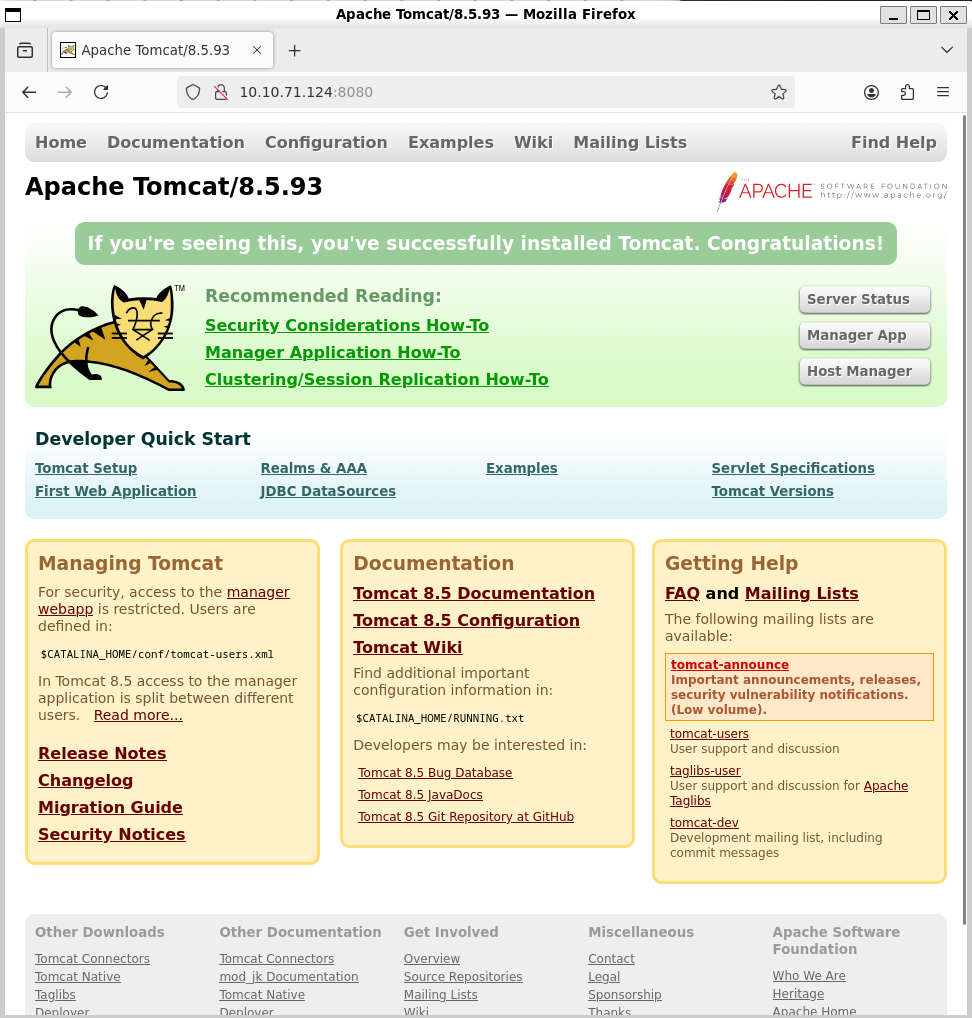 Apache Tomcat/8.5.93 — Mozilla Firefox
Apache Tomcat/8.5.93
10.10.71.124:8080
Home Documentation Configuration Examples Wiki Mailing Lists Find Help
Apache Tomcat/8.5.93
THE APACHE SOFTWARE FOUNDATION
http://www.apache.org/
If you're seeing this, you've successfully installed Tomcat. Congratulations!
TM
Recommended Reading:
Security Considerations How-To
Manager Application How-To
Clustering/Session Replication How-To
Server Status
Manager App
Host Manager
Developer Quick Start
Tomcat Setup
First Web Application
Realms & AAA
JDBC DataSources
Examples
Servlet Specifications
Tomcat Versions
Managing Tomcat
For security, access to the manager
webapp is restricted. Users are
defined in:
$CATALINA_HOME/conf/tomcat-users.xml
In Tomcat 8.5 access to the manager
application is split between different
users. Read more...
Release Notes
Changelog
Migration Guide
Security Notices
Documentation
Tomcat 8.5 Documentation
Tomcat 8.5 Configuration
Tomcat Wiki
Find additional important
configuration information in:
$CATALINA_HOME/RUNNING.txt
Developers may be interested in:
Tomcat 8.5 Bug Database
Tomcat 8.5 JavaDocs
Tomcat 8.5 Git Repository at GitHub
Getting Help
FAQ and Mailing Lists
The following mailing lists are
available:
tomcat-announce
Important announcements, releases,
security vulnerability notifications.
(Low volume).
tomcat-users
User support and discussion
taglibs-user
User support and discussion for Apache
Taglibs
tomcat-dev
Development mailing list, including
commit messages
Other Downloads
Tomcat Connectors
Tomcat Native
Taglibs
Deployer
Other Documentation
Tomcat Connectors
mod_jk Documentation
Tomcat Native
Deployer
Get Involved
Overview
Source Repositories
Mailing Lists
Wiki
Miscellaneous
Contact
Legal
Sponsorship
Thanks
Apache Software
Foundation
Who We Are
Heritage
Apache Home